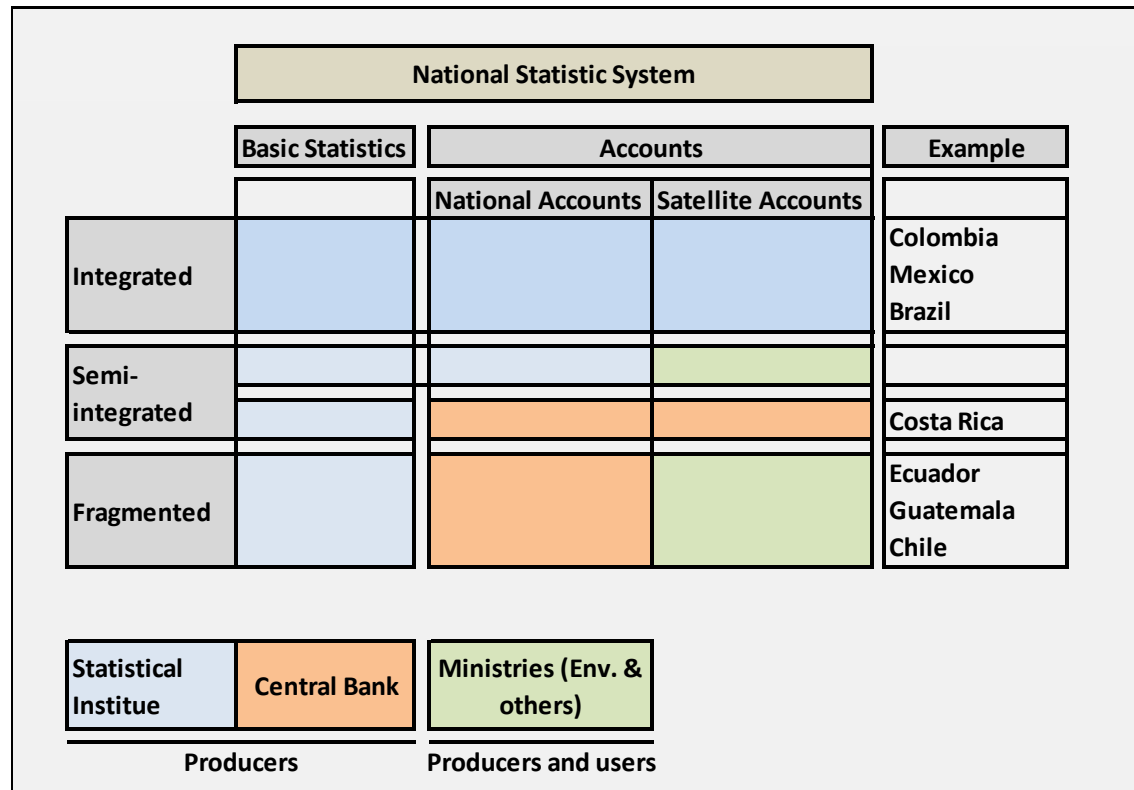 National Statistic System
Basic Statistics
Accounts
Example
National Accounts
Satellite Accounts
Integrated
Colombia
Mexico
Brazil
Semi-
integrated
Costa Rica
Fragmented
Ecuador
Guatemala
Chile
Statistical
Institue
Central Bank
Ministries (Env. &
others)
Producers
Producers and users